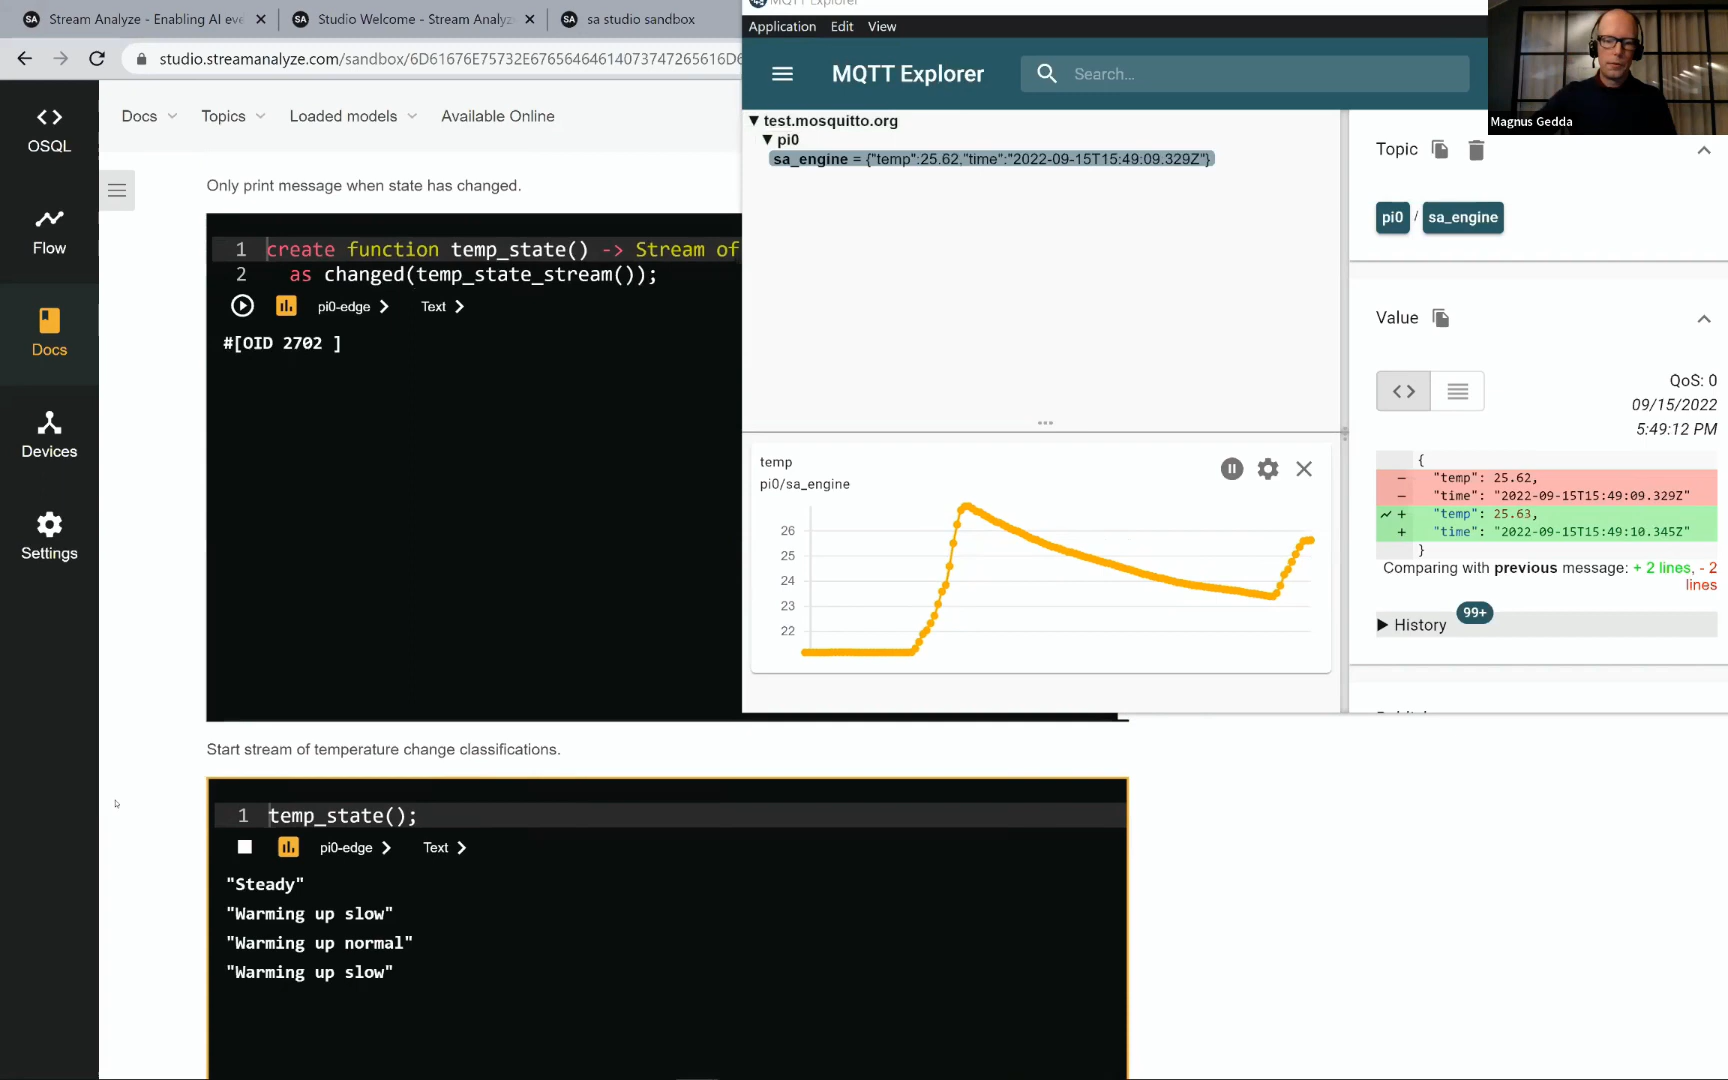 Stream Analyze - Enabling AI eve
Studio Welcome - Stream Analyz
sa studio sandbox
studio.streamanalyze.com/sandbox/6D61676E75732E67656464614073747265616D6
OSQL
Flow
Docs
Devices
Settings
Docs
Topics
Loaded models
Available Online
Only print message when state has changed.
1 create function temp_state() -> Stream of
2 as changed(temp_state_stream());
pi0-edge
Text
#[OID 2702 ]
Start stream of temperature change classifications.
1 temp_state();
pi0-edge
Text
"Steady"
"Warming up slow"
"Warming up normal"
"Warming up slow"
MQTT Explorer
Application Edit View
MQTT Explorer
Search...
test.mosquitto.org
pi0
sa_engine = {"temp":25.62,"time":"2022-09-15T15:49:09.329Z"}
temp
pi0/sa_engine
26
25
24
23
22
Magnus Gedda
Topic
pi0 / sa_engine
Value
QoS: 0
09/15/2022
5:49:12 PM
{
- "temp": 25.62,
- "time": "2022-09-15T15:49:09.329Z"
+ "temp": 25.63,
+ "time": "2022-09-15T15:49:10.345Z"
}
Comparing with previous message: + 2 lines, - 2
lines
History
99+